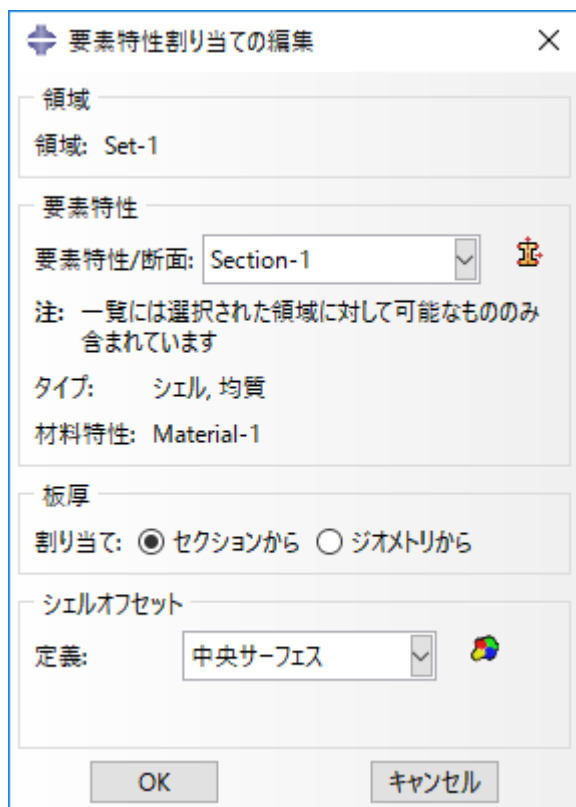 要素特性割り当ての編集
領域
領域: Set-1
要素特性
要素特性/断面: Section-1
注: 一覧には選択された領域に対して可能なもののみ
含まれています
タイプ: シェル, 均質
材料特性: Material-1
板厚
割り当て: セクションから ジオメトリから
シェルオフセット
定義: 中央サーフェス
OK キャンセル